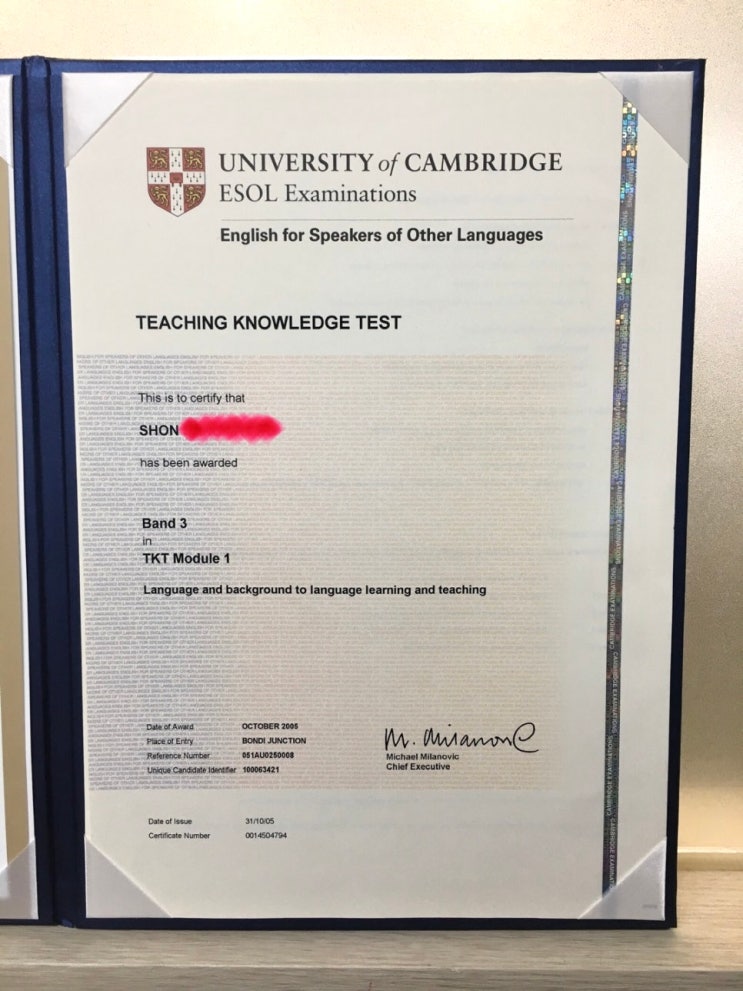 UNIVERSITY of CAMBRIDGE
ESOL Examinations
English for Speakers of Other Languages
TEACHING KNOWLEDGE TEST
This is to certify that
SHON
has been awarded
Band 3
in
TKT Module 1
Language and background to language learning and teaching
Date of Award OCTOBER 2005
Place of Entry BONDI JUNCTION
Reference Number 051AU0250008
Unique Candidate Identifier 100063421
M. Milanovic
Michael Milanovic
Chief Executive
Date of Issue 31/10/05
Certificate Number 0014504794
CAMBRIDGE EXAMINATIONS